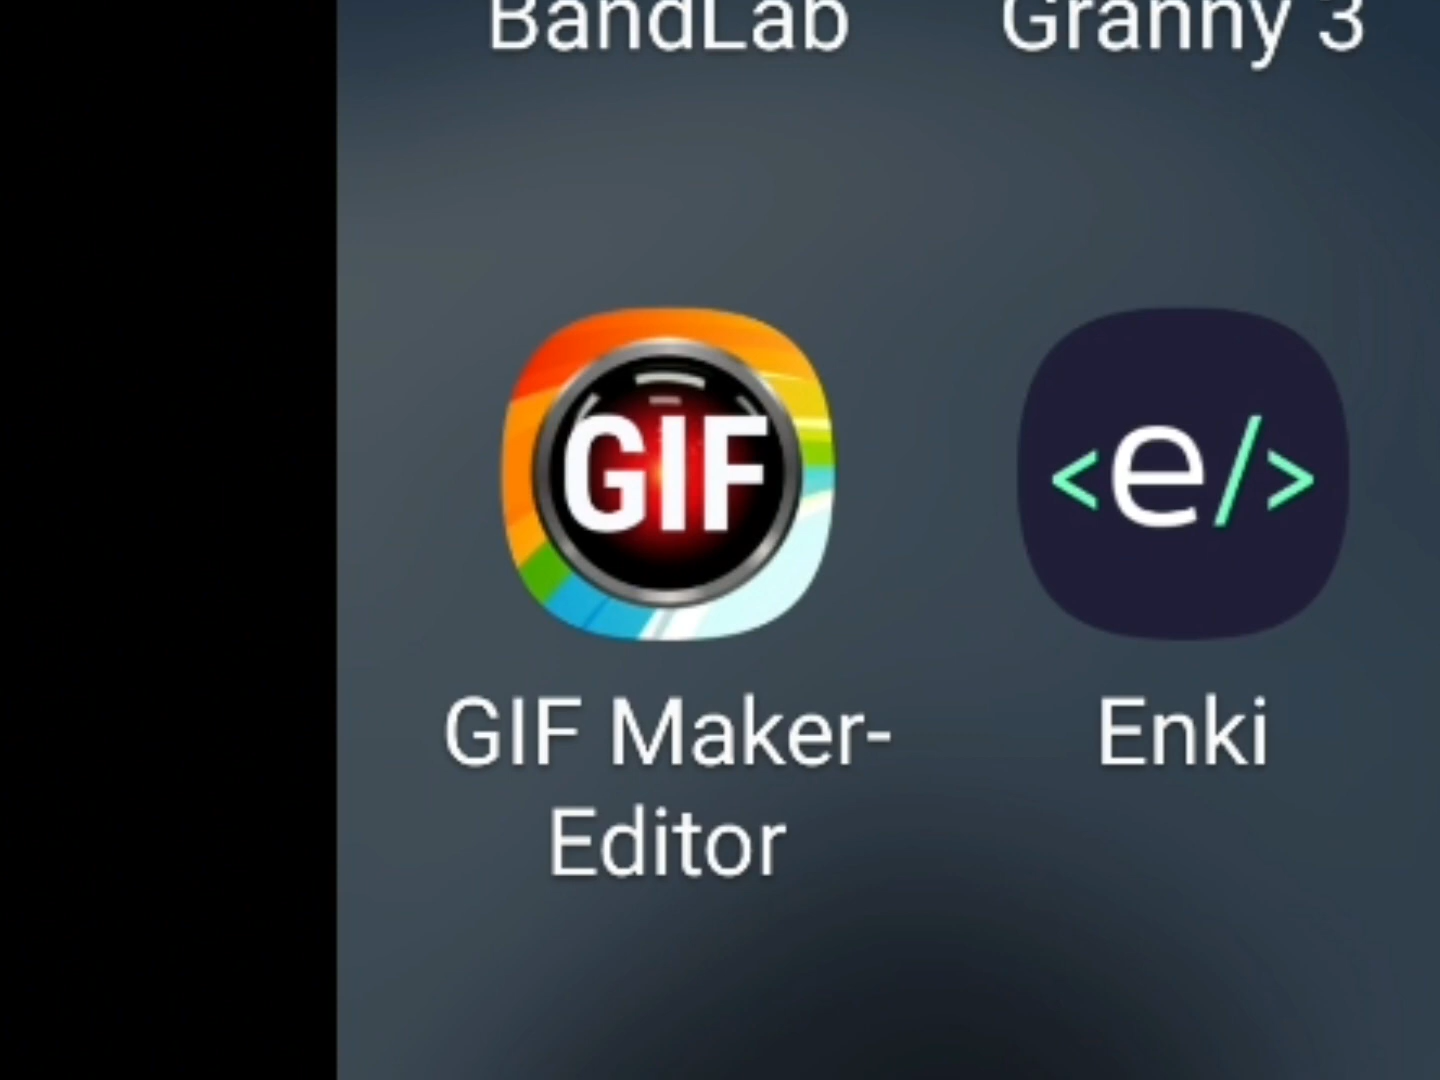 BandLab
Granny 3
GIF
<e/>
GIF Maker-
Editor
Enki